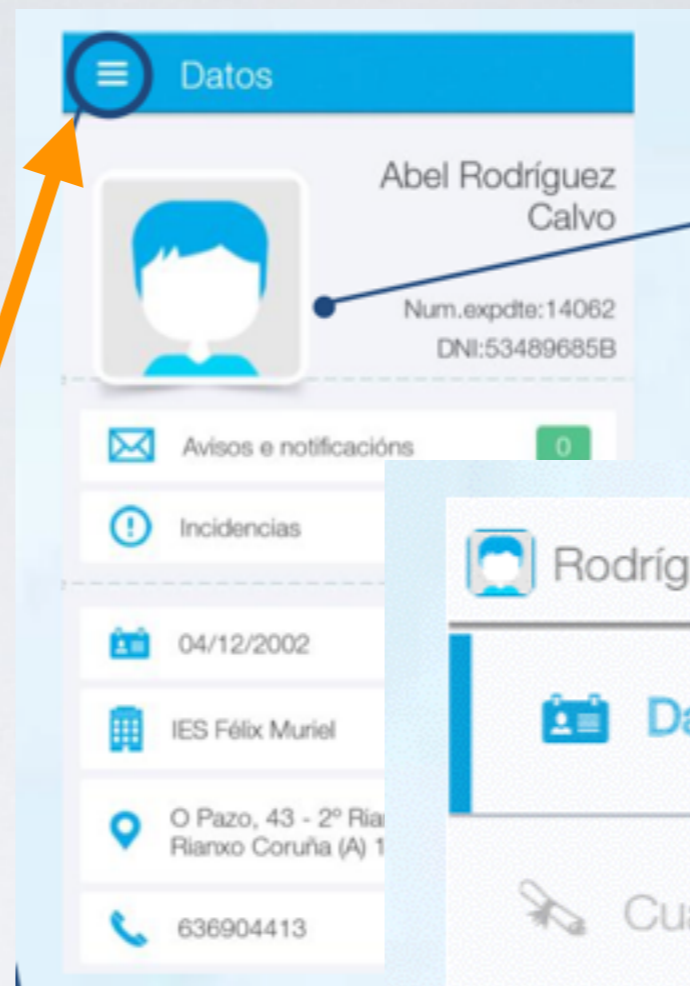 Datos
Abel Rodríguez
Calvo
Num.expdte:14062
DNI:53489685B
Avisos e notificacións
0
Incidencias
04/12/2002
IES Félix Muriel
O Pazo, 43 - 2º
Rianxo Coruña (A) 1
636904413